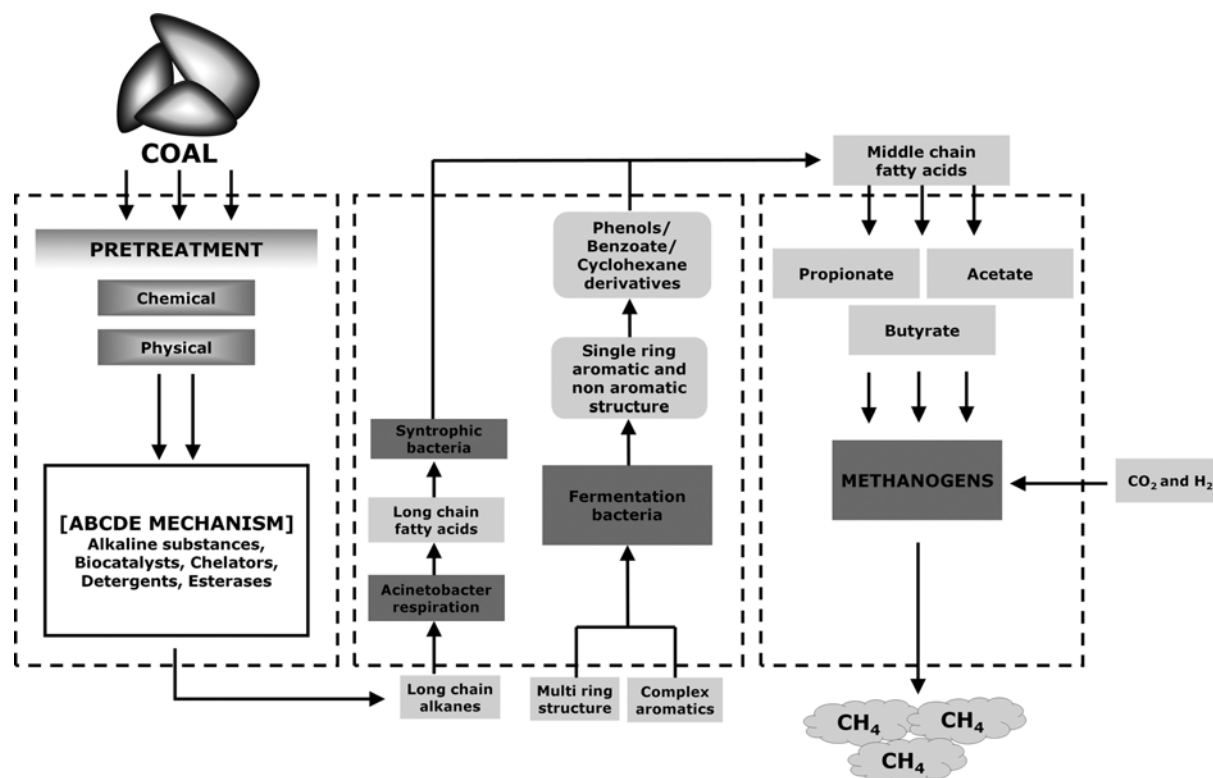 COAL
PRETREATMENT
Chemical
Physical
[ABCDE MECHANISM]
Alkaline substances,
Biocatalysts, Chelators,
Detergents, Esterases
Syntrophic
bacteria
Long chain
fatty acids
Acinetobacter
respiration
Long chain
alkanes
Phenols/
Benzoate/
Cyclohexane
derivatives
Single ring
aromatic and
non aromatic
structure
Fermentation
bacteria
Multi ring
structure
Complex
aromatics
Middle chain
fatty acids
Propionate
Acetate
Butyrate
METHANOGENS
CO₂ and H₂
CH₄
CH₄
CH₄